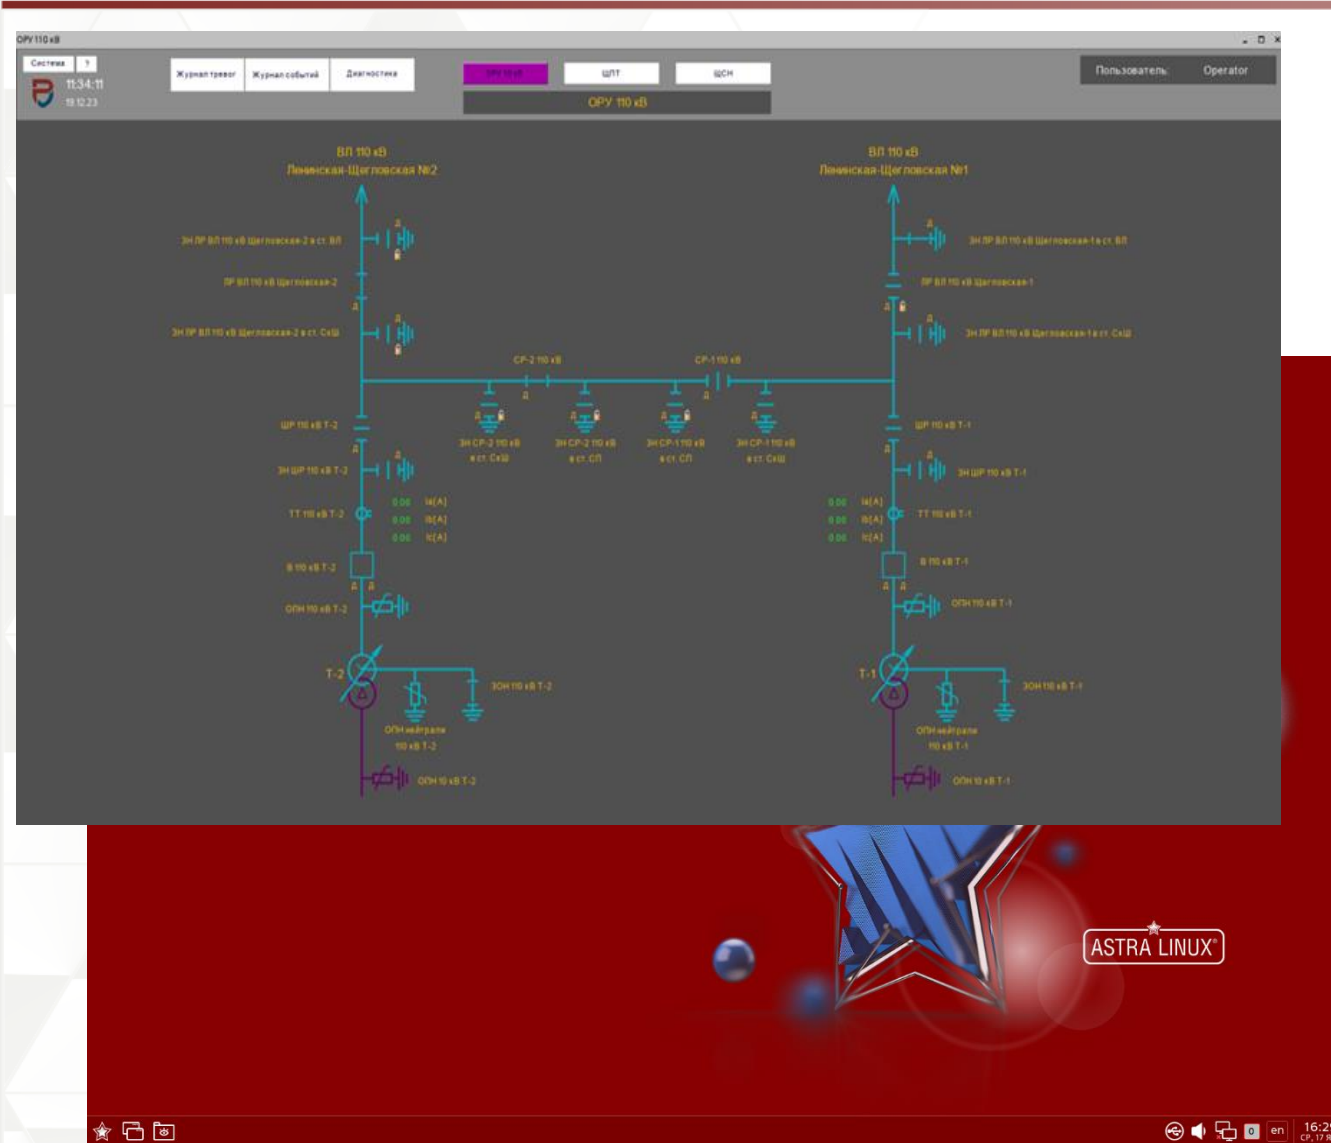 ОРУ 110 кВ
Система ?
11:34:11
19.12.23
Журнал тревог Журнал событий Диагностика
ОРУ 110 кВ ЩПТ ЩСН
ОРУ 110 кВ
Пользователь: Operator
ВЛ 110 кВ
Ленинская-Щегловская №2
ВЛ 110 кВ
Ленинская-Щегловская №1
ЗН ЛР ВЛ 110 кВ Щегловская-2 в ст. ВЛ
Д
Д
ЗН ЛР ВЛ 110 кВ Щегловская-1 в ст. ВЛ
ЛР ВЛ 110 кВ Щегловская-2
Д
ЛР ВЛ 110 кВ Щегловская-1
Д
ЗН ЛР ВЛ 110 кВ Щегловская-2 в ст. СкШ
Д
Д
ЗН ЛР ВЛ 110 кВ Щегловская-1 в ст. СкШ
СР-2 110 кВ
Д
СР-1 110 кВ
Д
Д Д Д Д
ЗН СР-2 110 кВ
в ст. СкШ
ЗН СР-2 110 кВ
в ст. СП
ЗН СР-1 110 кВ
в ст. СП
ЗН СР-1 110 кВ
в ст. СкШ
ШР 110 кВ Т-2
Д
ШР 110 кВ Т-1
Д
ЗН ШР 110 кВ Т-2
Д
Д
ЗН ШР 110 кВ Т-1
ТТ 110 кВ Т-2
0.00 Ia[A]
0.00 Ib[A]
0.00 Ic[A]
0.00 Ia[A]
0.00 Ib[A]
0.00 Ic[A]
ТТ 110 кВ Т-1
В 110 кВ Т-2
Д Д
В 110 кВ Т-1
Д Д
ОПН 110 кВ Т-2
ОПН 110 кВ Т-1
Т-2
ЗОН 110 кВ Т-2
Т-1
ЗОН 110 кВ Т-1
ОПН нейтрали
110 кВ Т-2
ОПН нейтрали
110 кВ Т-1
ОПН 10 кВ Т-2
ОПН 10 кВ Т-1
ASTRA LINUX®
0 en